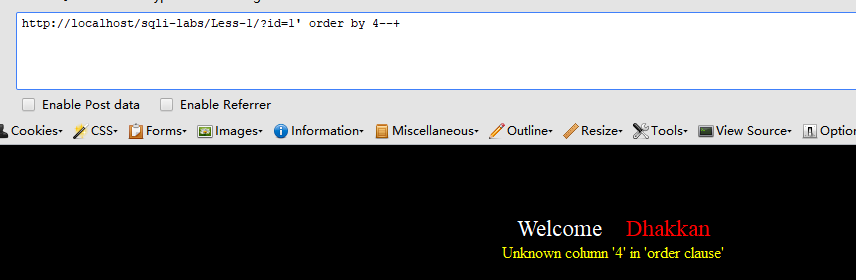 http://localhost/sqli-labs/Less-1/?id=1' order by 4--+
Enable Post data Enable Referrer
Cookies CSS Forms Images Information Miscellaneous Outline Resize Tools View Source
Welcome Dhakkan
Unknown column '4' in 'order clause'